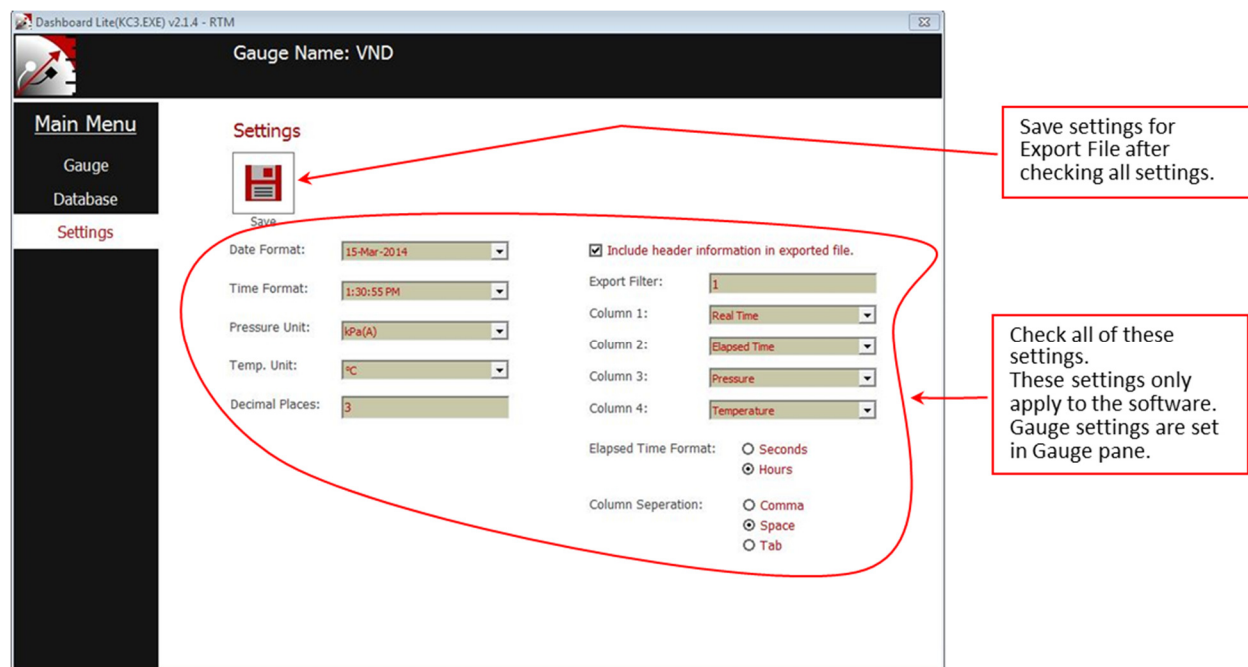 Dashboard Lite(KC3.EXE) v2.1.4 - RTM
Gauge Name: VND
Main Menu
Gauge
Database
Settings
Settings
Save
Date Format: 15-Mar-2014
Time Format: 1:30:55 PM
Pressure Unit: kPa(A)
Temp. Unit: ºC
Decimal Places: 3
Include header information in exported file.
Export Filter: 1
Column 1: Real Time
Column 2: Elapsed Time
Column 3: Pressure
Column 4: Temperature
Elapsed Time Format: Seconds
Hours
Column Seperation: Comma
Space
Tab
Save settings for
Export File after
checking all settings.
Check all of these
settings.
These settings only
apply to the software.
Gauge settings are set
in Gauge pane.